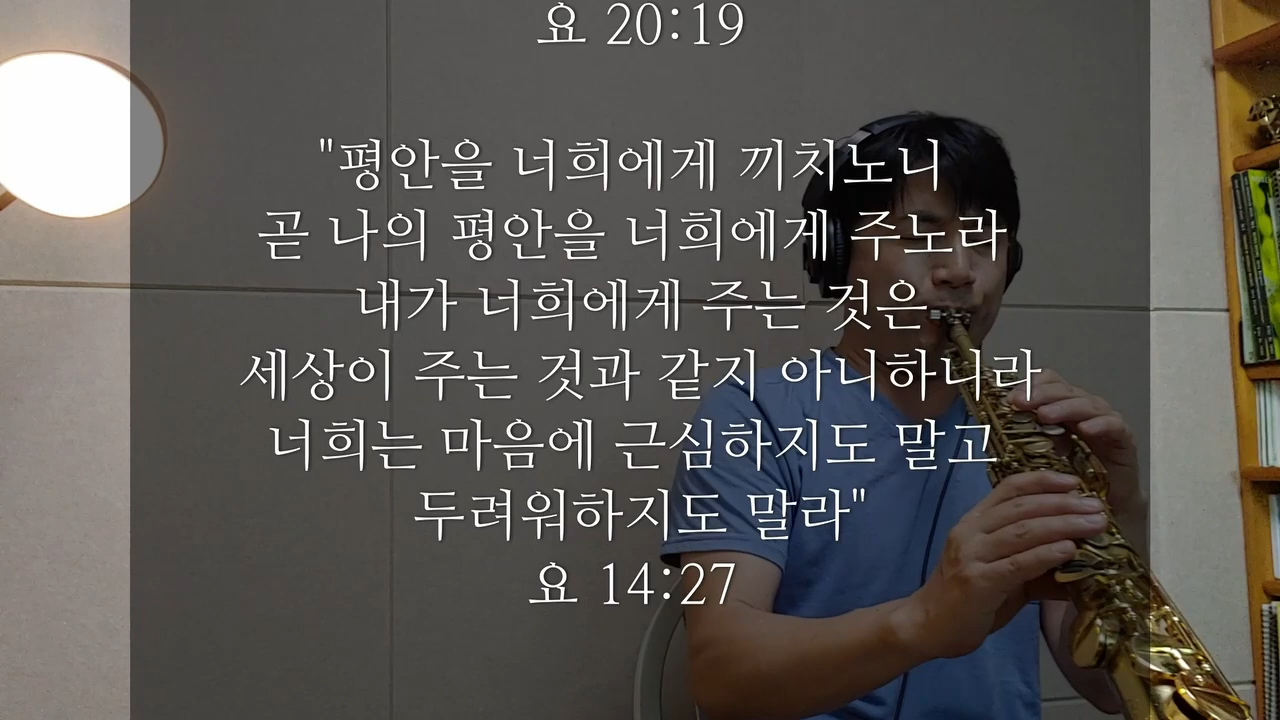 요 20:19
"평안을 너희에게 끼치노니
곧 나의 평안을 너희에게 주노라
내가 너희에게 주는 것은
세상이 주는 것과 같지 아니하니라
너희는 마음에 근심하지도 말고
두려워하지도 말라"
요 14:27